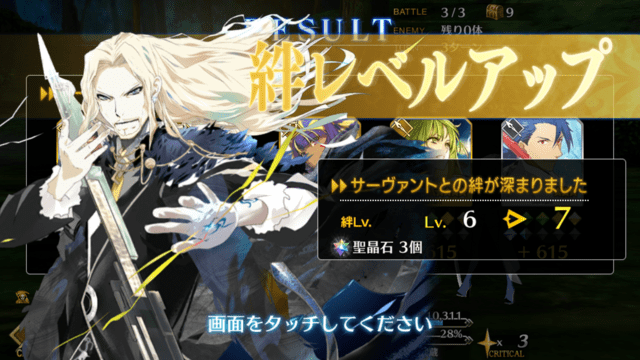 BATTLE 3/3 9
RESULT
ENEMY 残り0体
絆レベルアップ
サーヴァントとの絆が深まりました
絆Lv. Lv. 6 7
聖晶石 3個
+ 615
画面をタッチしてください
28%
3
CRITICAL